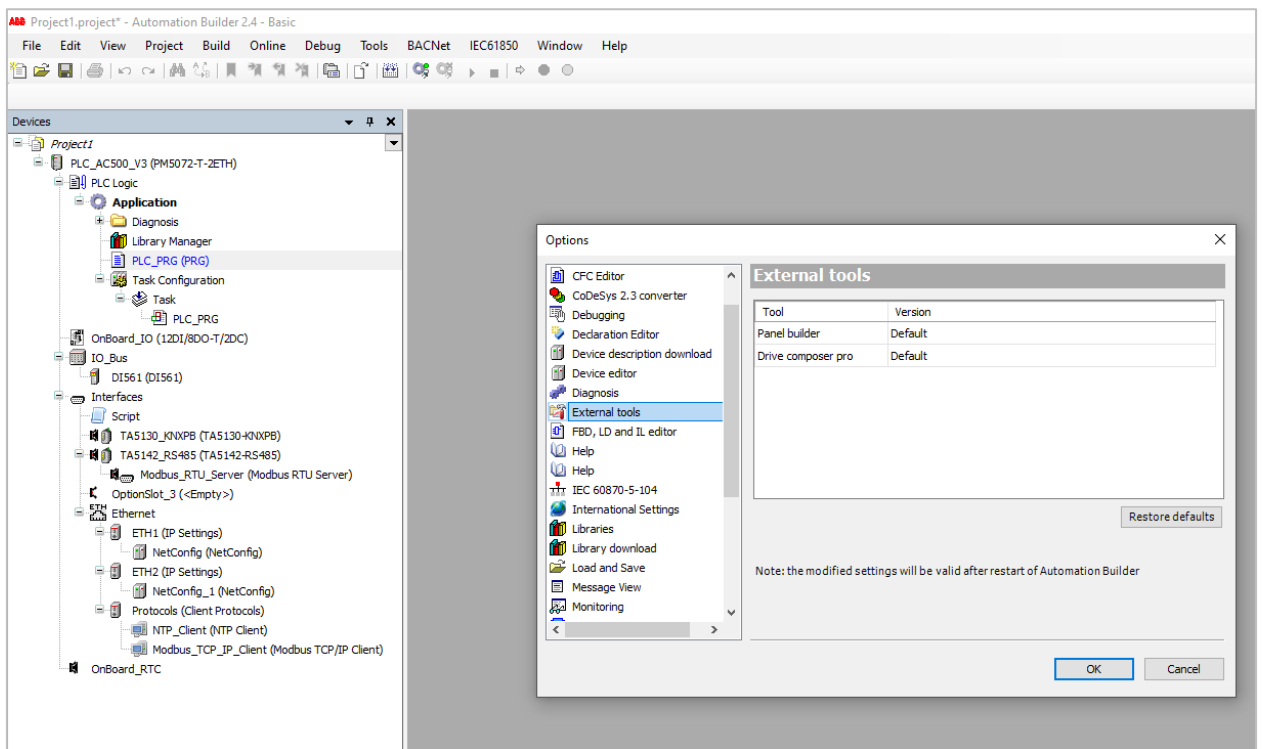 ABB Project1.project* - Automation Builder 2.4 - Basic
File Edit View Project Build Online Debug Tools BACNet IEC61850 Window Help
Devices
Project1
PLC_AC500_V3 (PM5072-T-2ETH)
PLC Logic
Application
Diagnosis
Library Manager
PLC_PRG (PRG)
Task Configuration
Task
PLC_PRG
OnBoard_IO (12DI/8DO-T/2DC)
IO_Bus
DI561 (DI561)
Interfaces
Script
TA5130_KNXPB (TA5130-KNXPB)
TA5142_RS485 (TA5142-RS485)
Modbus_RTU_Server (Modbus RTU Server)
OptionSlot_3 (<Empty>)
ETH Ethernet
ETH1 (IP Settings)
NetConfig (NetConfig)
ETH2 (IP Settings)
NetConfig_1 (NetConfig)
Protocols (Client Protocols)
NTP_Client (NTP Client)
Modbus_TCP_IP_Client (Modbus TCP/IP Client)
OnBoard_RTC
Options
CFC Editor
CoDeSys 2.3 converter
Debugging
Declaration Editor
Device description download
Device editor
Diagnosis
External tools
FBD, LD and IL editor
Help
Help
IEC 60870-5-104
International Settings
Libraries
Library download
Load and Save
Message View
Monitoring
External tools
Tool Version
Panel builder Default
Drive composer pro Default
Restore defaults
Note: the modified settings will be valid after restart of Automation Builder
OK Cancel